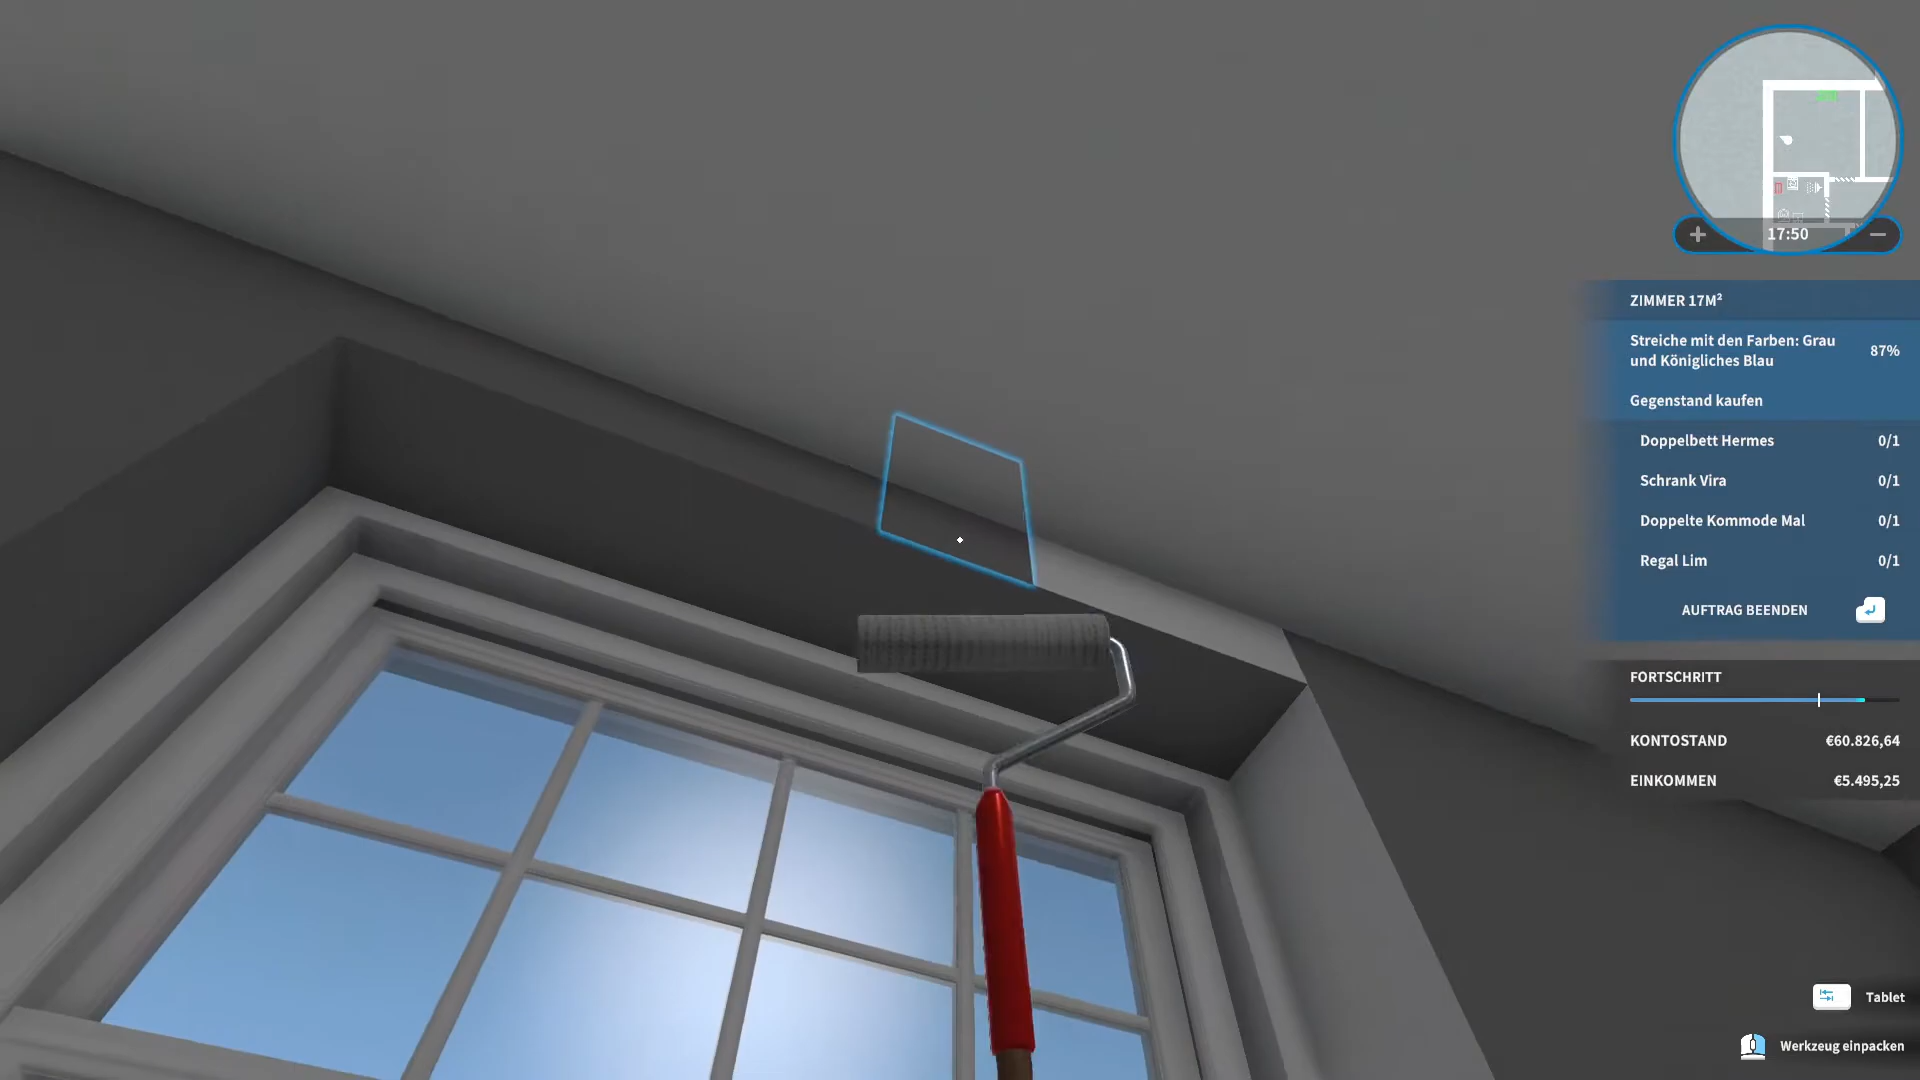 17:50
ZIMMER 17M²
Streiche mit den Farben: Grau
und Königliches Blau
87%
Gegenstand kaufen
Doppelbett Hermes 0/1
Schrank Vira 0/1
Doppelte Kommode Mal 0/1
Regal Lim 0/1
AUFTRAG BEENDEN
FORTSCHRITT
KONTOSTAND €60.826,64
EINKOMMEN €5.495,25
Tablet
Werkzeug einpacken